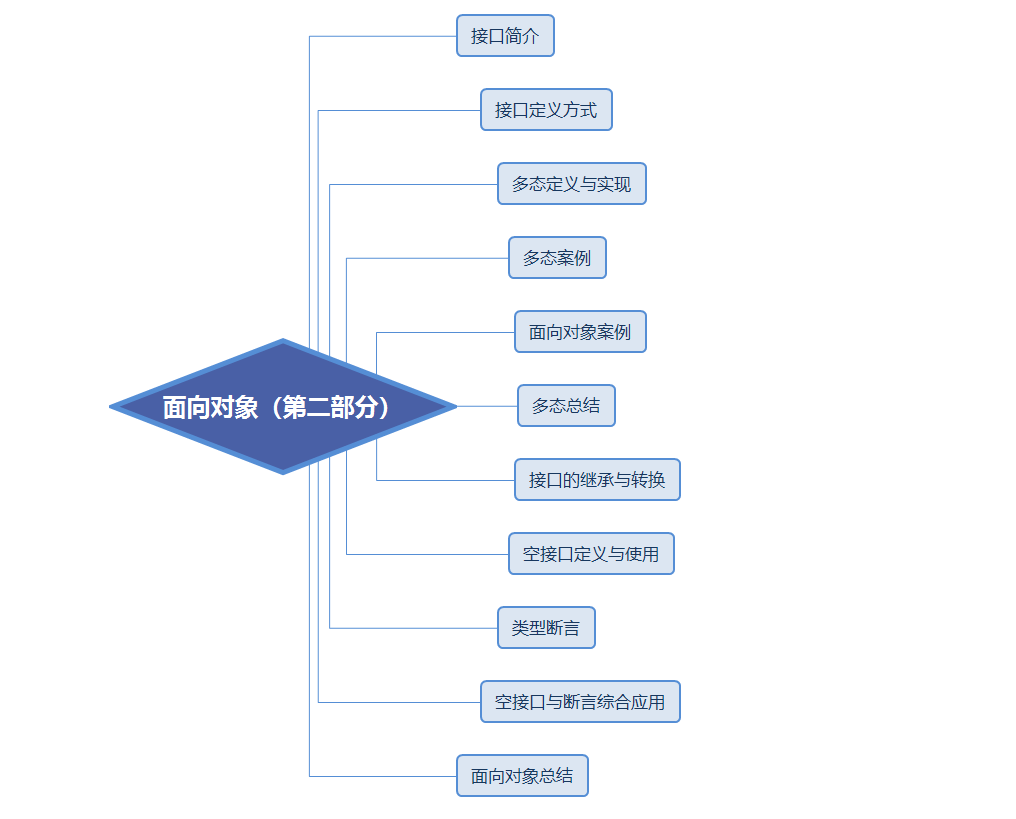 接口简介
接口定义方式
多态定义与实现
多态案例
面向对象案例
面向对象（第二部分）
多态总结
接口的继承与转换
空接口定义与使用
类型断言
空接口与断言综合应用
面向对象总结